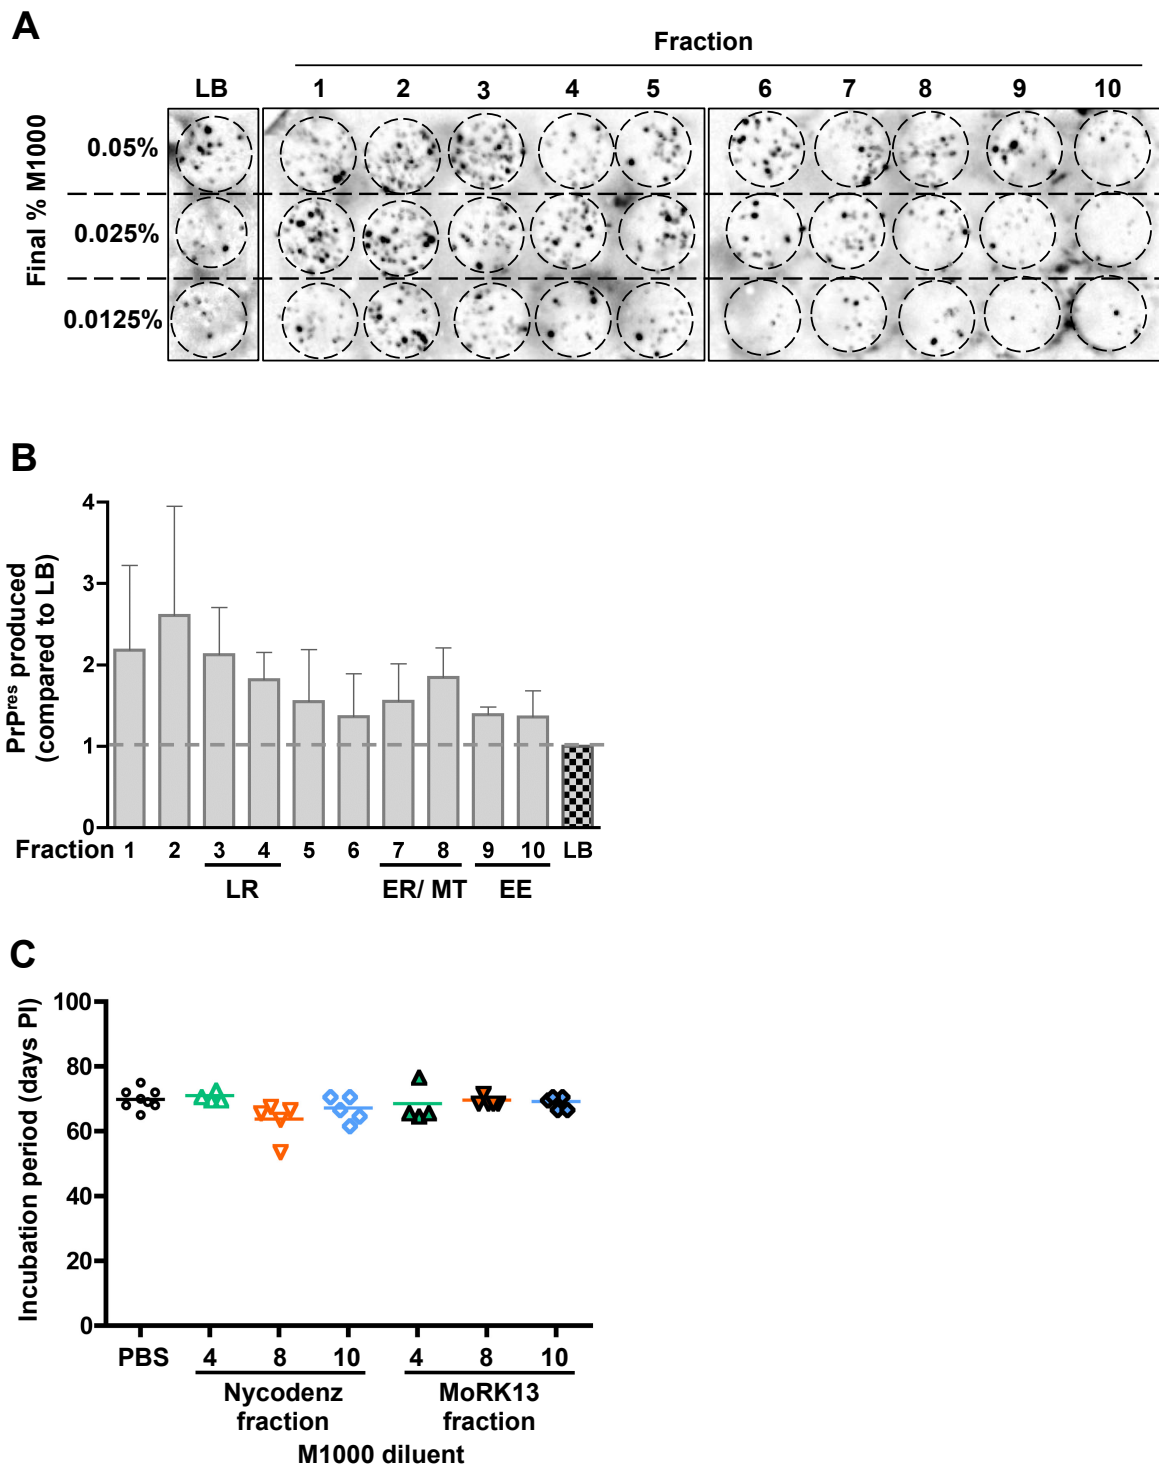 A
Fraction
LB 1 2 3 4 5 6 7 8 9 10
Final % M1000
0.05%
0.025%
0.0125%
B
PrPres produced
(compared to LB)
4
3
2
1
0
Fraction 1 2 3 4 5 6 7 8 9 10 LB
LR ER/ MT EE
C
Incubation period (days PI)
100
80
60
40
20
0
PBS 4 8 10 4 8 10
Nycodenz MoRK13
fraction fraction
M1000 diluent